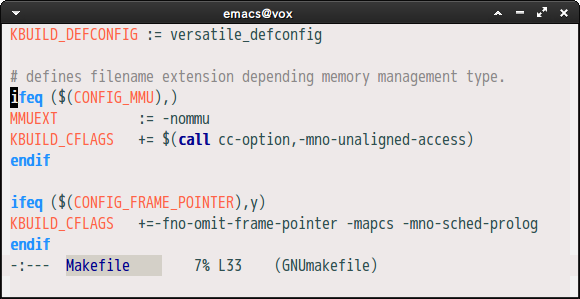 emacs@vox
KBUILD_DEFCONFIG := versatile_defconfig
# defines filename extension depending memory management type.
ifeq ($(CONFIG_MMU),)
MMUEXT          := -nommu
KBUILD_CFLAGS   += $(call cc-option,-mno-unaligned-access)
endif
ifeq ($(CONFIG_FRAME_POINTER),y)
KBUILD_CFLAGS   +=-fno-omit-frame-pointer -mapcs -mno-sched-prolog
endif
-:---  Makefile        7% L33    (GNUmakefile)